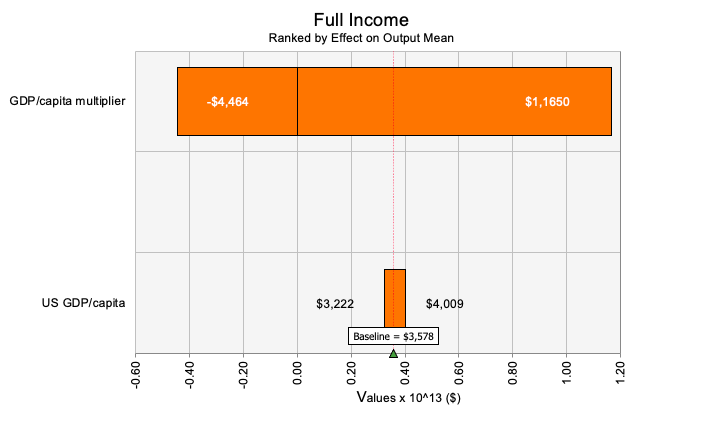 Full Income
Ranked by Effect on Output Mean
GDP/capita multiplier
-$4,464
$1,1650
US GDP/capita
$3,222
$4,009
Baseline = $3,578
-0.60
-0.40
-0.20
0.00
0.20
0.40
0.60
0.80
1.00
1.20
Values x 10^13 ($)